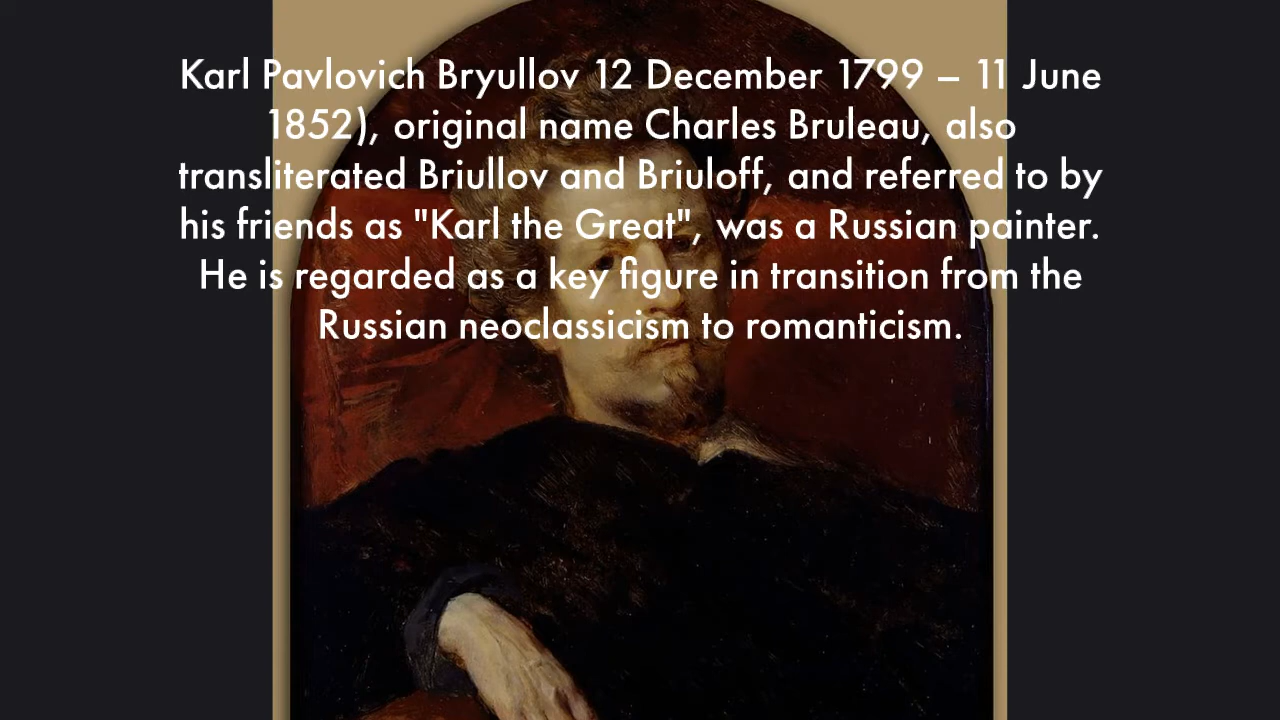 Karl Pavlovich Bryullov 12 December 1799 – 11 June
1852), original name Charles Bruleau, also
transliterated Briullov and Briuloff, and referred to by
his friends as "Karl the Great", was a Russian painter.
He is regarded as a key figure in transition from the
Russian neoclassicism to romanticism.